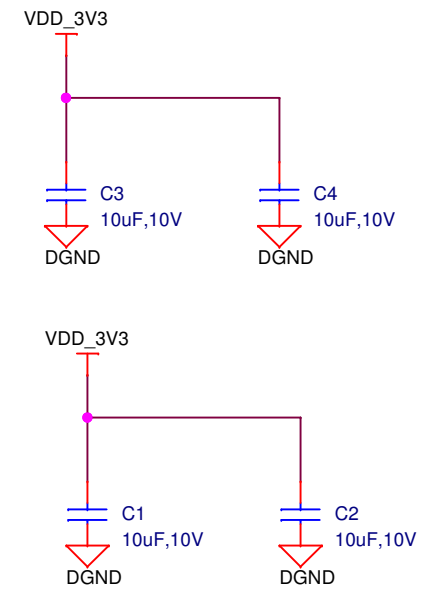 VDD_3V3
C3
10uF,10V
DGND
C4
10uF,10V
DGND
VDD_3V3
C1
10uF,10V
DGND
C2
10uF,10V
DGND